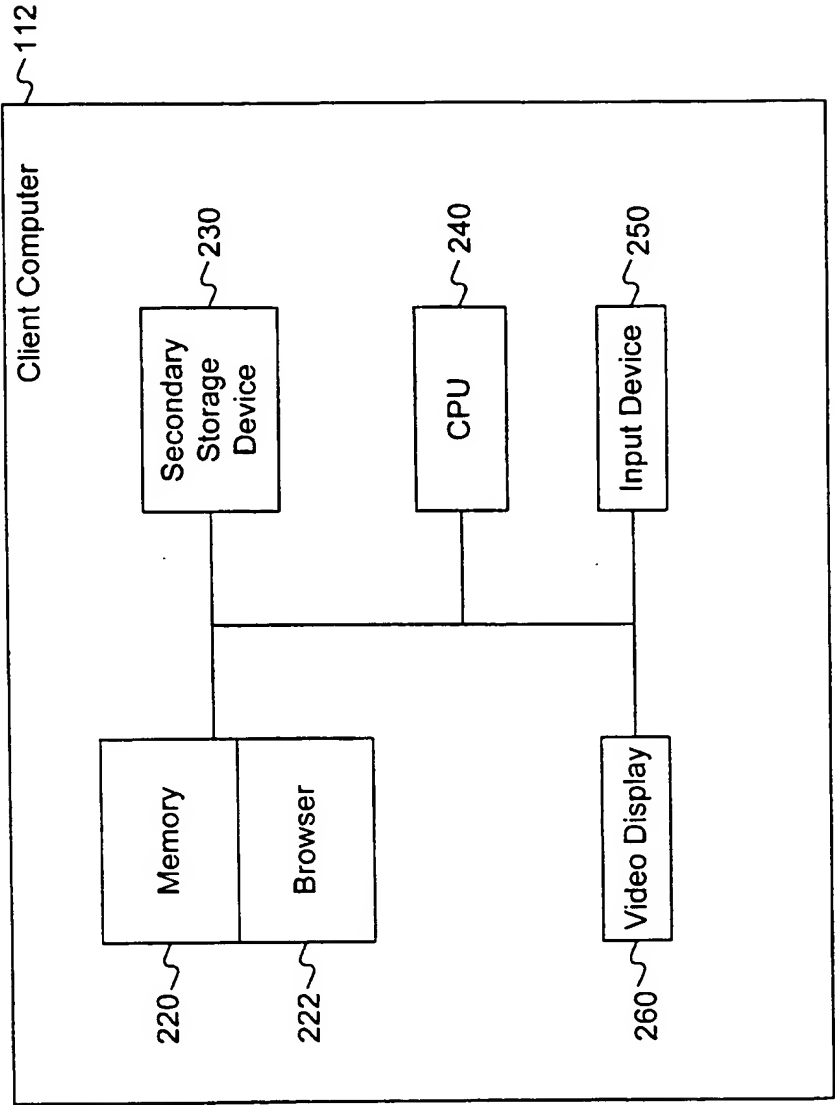 Client Computer
112
220
Memory
222
Browser
Secondary
Storage
Device
230
CPU
240
260
Video Display
Input Device
250